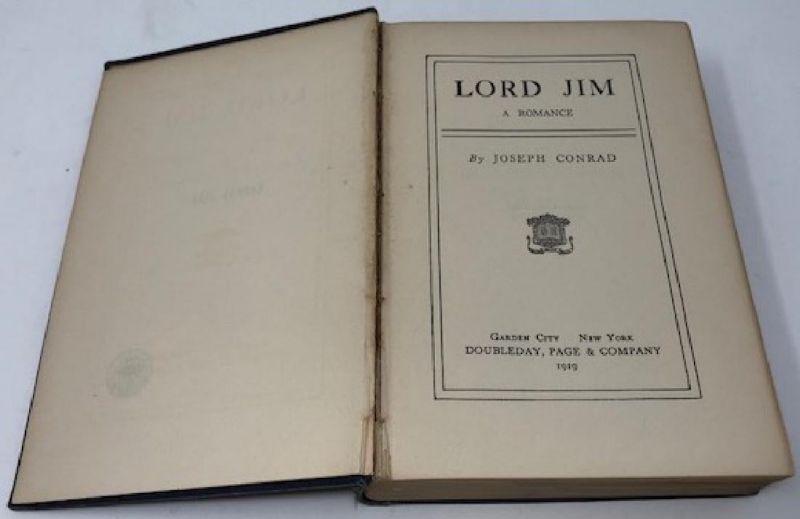 LORD JIM
A ROMANCE
By JOSEPH CONRAD
GARDEN CITY NEW YORK
DOUBLEDAY, PAGE & COMPANY
1919